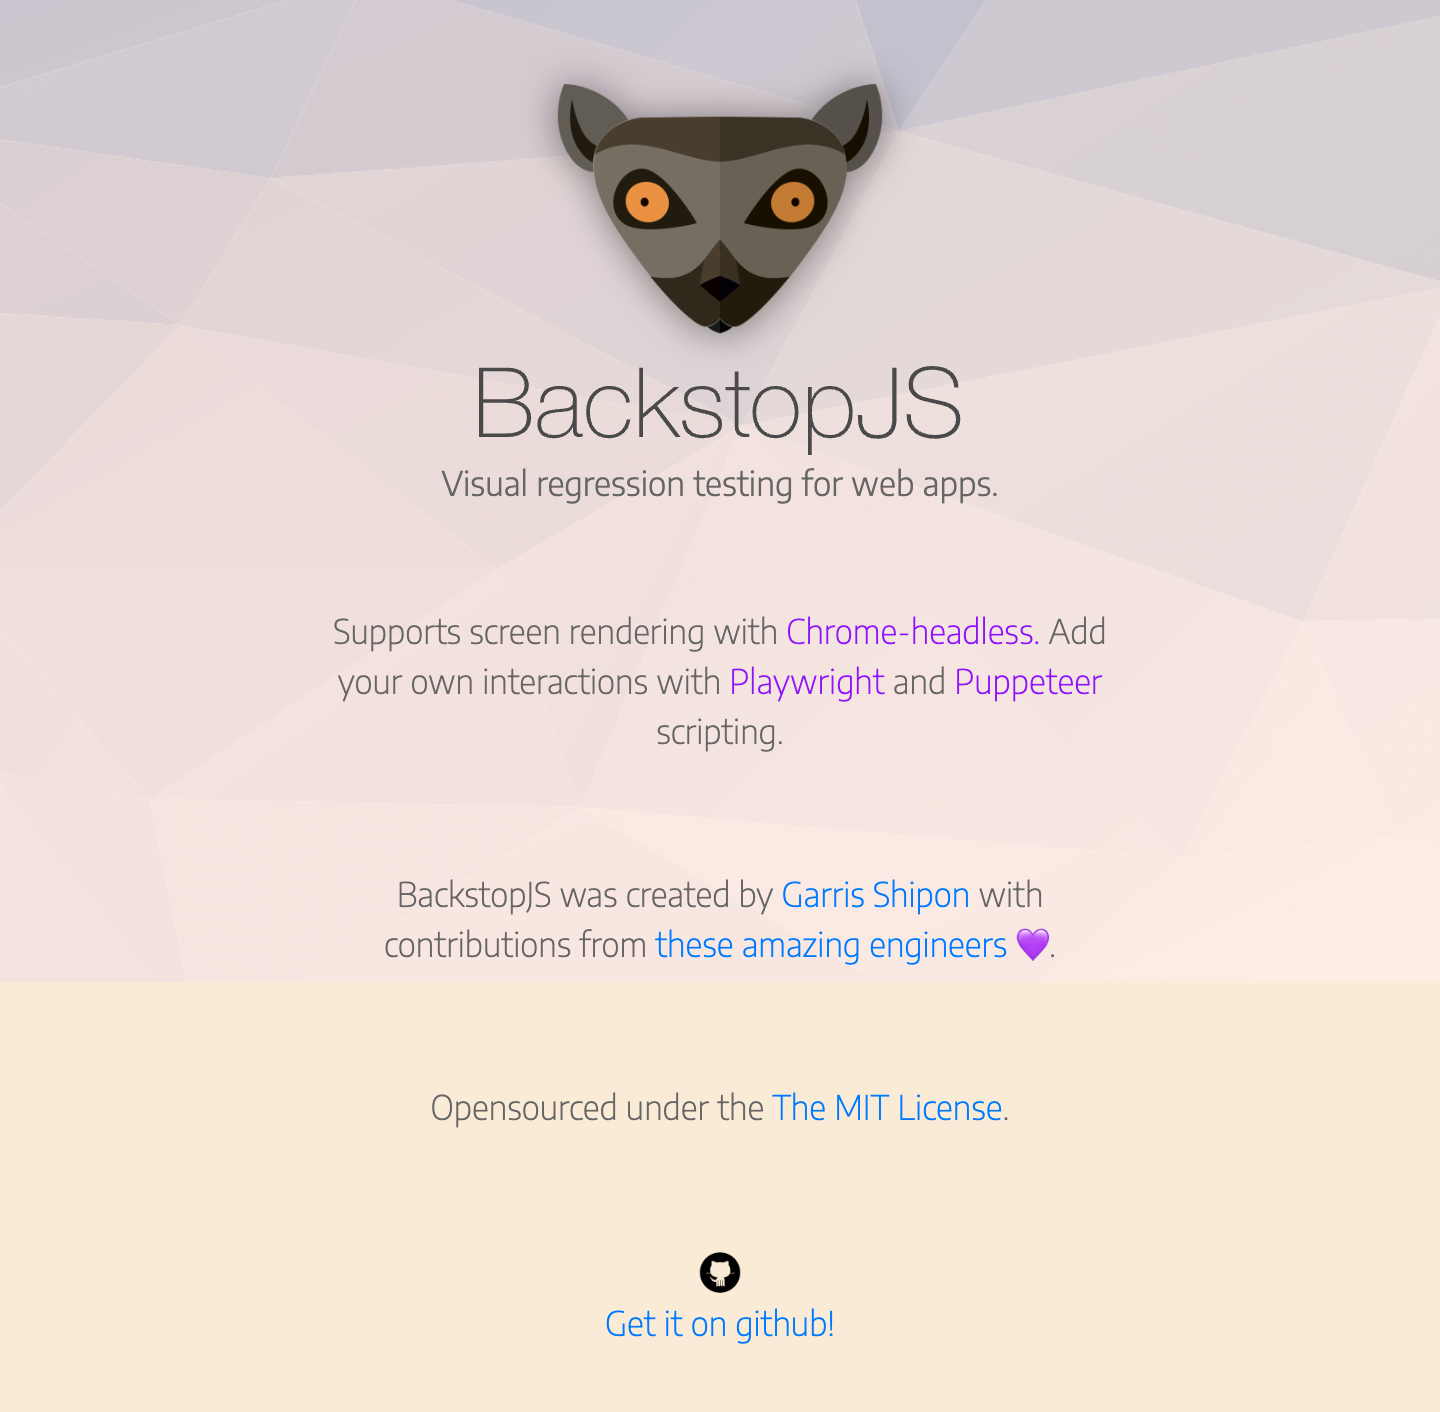 BackstopJS
Visual regression testing for web apps.
Supports screen rendering with Chrome-headless. Add
your own interactions with Playwright and Puppeteer
scripting.
BackstopJS was created by Garris Shipon with
contributions from these amazing engineers 💜.
Opensourced under the The MIT License.
Get it on github!